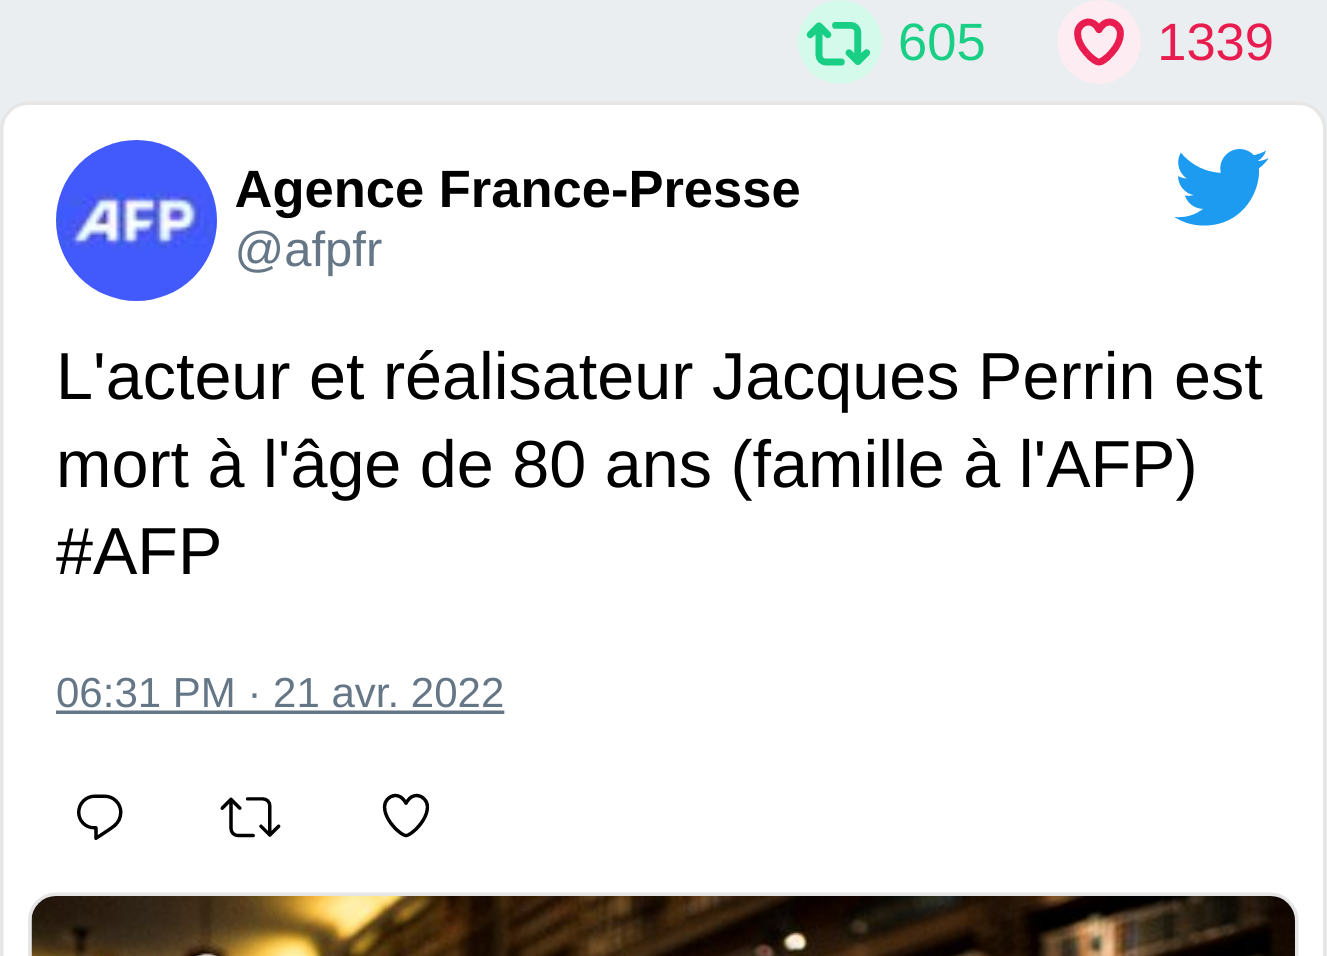 605 1339
AFP
Agence France-Presse
@afpfr
L'acteur et réalisateur Jacques Perrin est
mort à l'âge de 80 ans (famille à l'AFP)
#AFP
06:31 PM · 21 avr. 2022